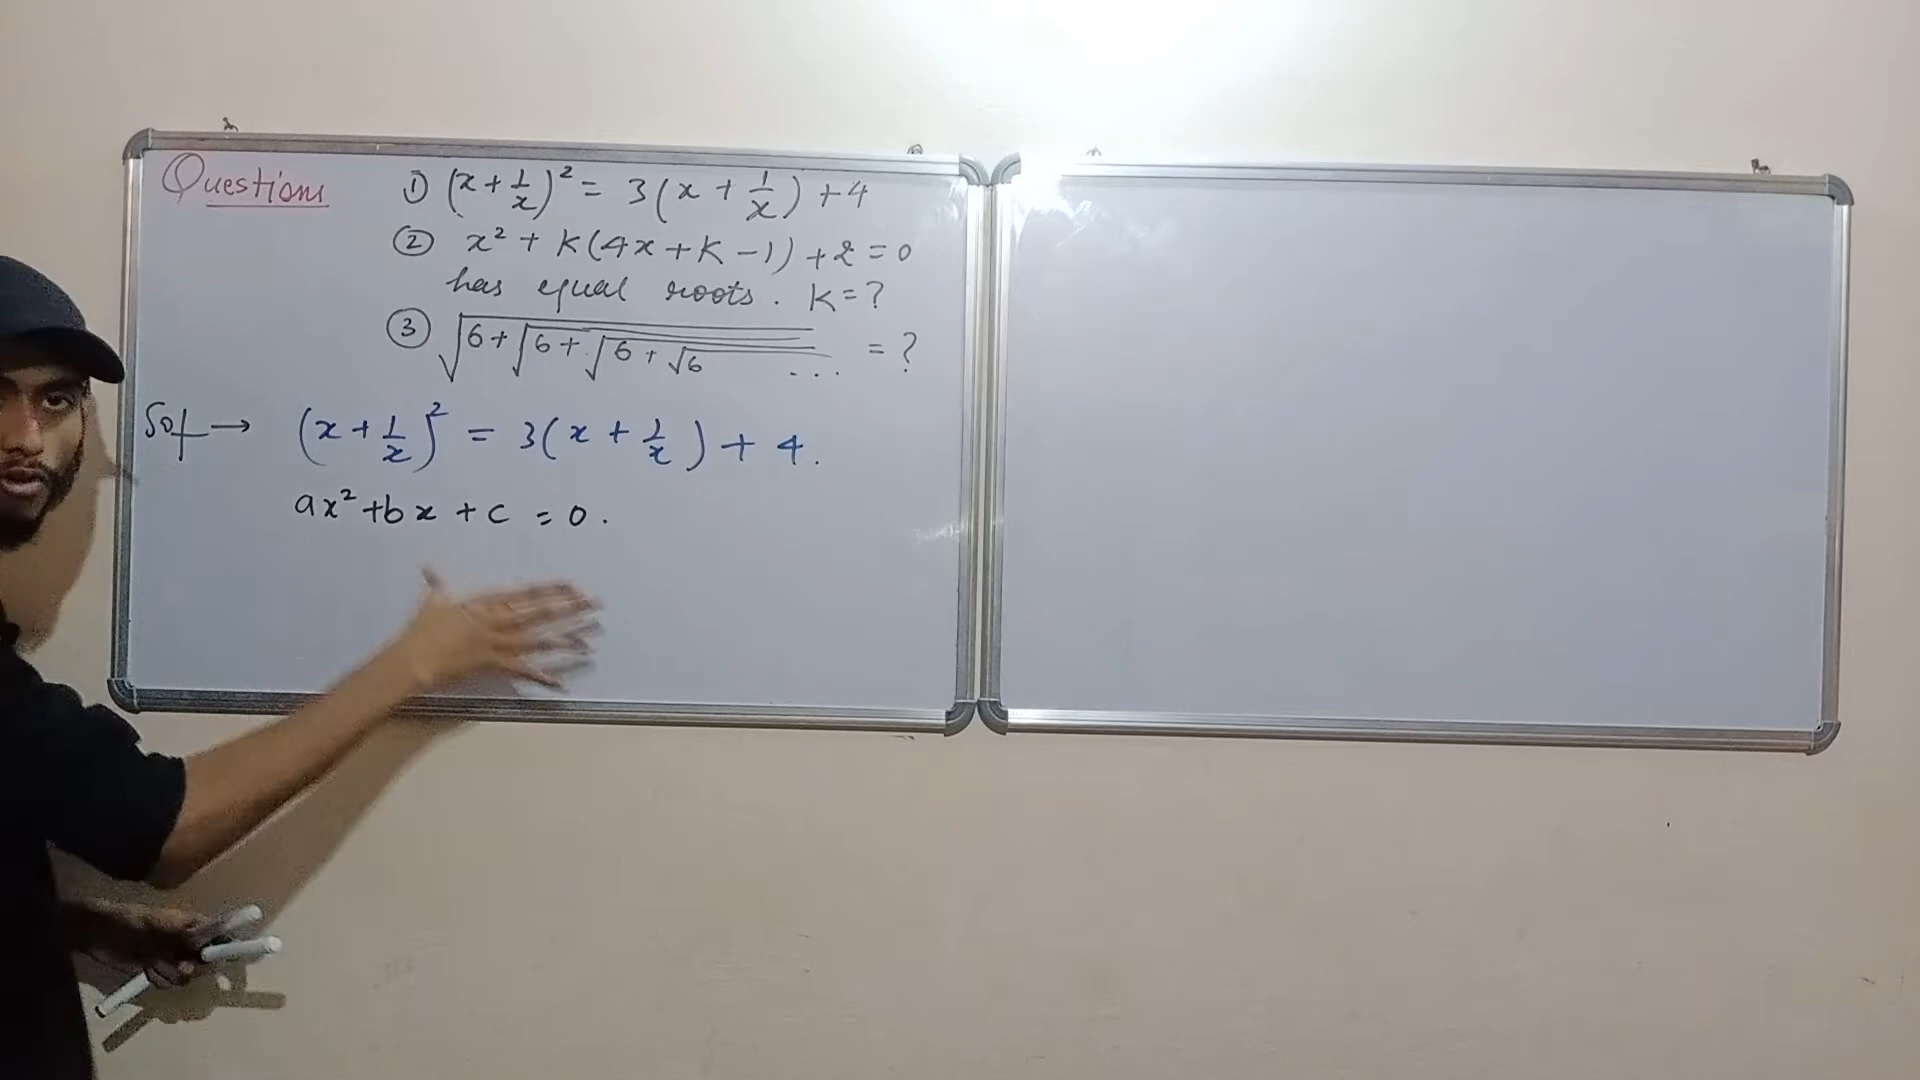 Questions
1) (x + 1/x)² = 3(x + 1/x) + 4
② x² + K(4x + K - 1) + 2 = 0
has equal roots. K = ?
③ √6+√6+√6+√6 ... = ?
Sol → (x + 1/x)² = 3(x + 1/x) + 4.
ax² + bx + c = 0.